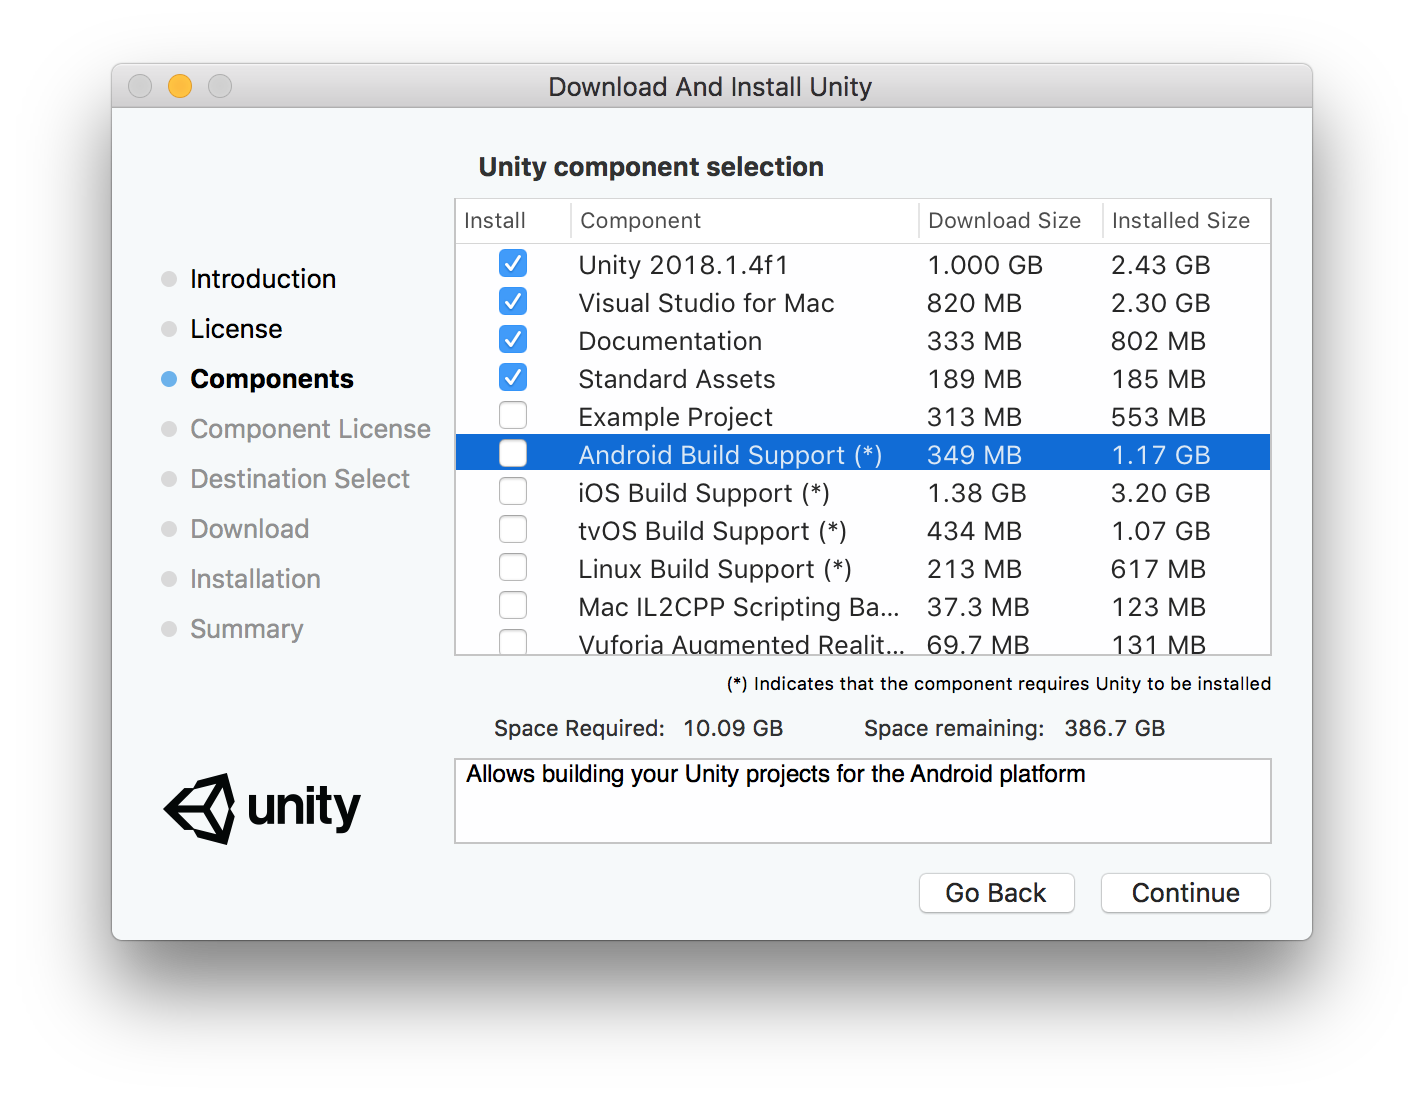 Download And Install Unity
Unity component selection
Introduction
License
Components
Component License
Destination Select
Download
Installation
Summary
Install Component Download Size Installed Size
Unity 2018.1.4f1 1.000 GB 2.43 GB
Visual Studio for Mac 820 MB 2.30 GB
Documentation 333 MB 802 MB
Standard Assets 189 MB 185 MB
Example Project 313 MB 553 MB
Android Build Support (*) 349 MB 1.17 GB
iOS Build Support (*) 1.38 GB 3.20 GB
tvOS Build Support (*) 434 MB 1.07 GB
Linux Build Support (*) 213 MB 617 MB
Mac IL2CPP Scripting Ba... 37.3 MB 123 MB
Vuforia Augmented Realit... 69.7 MB 131 MB
(*) Indicates that the component requires Unity to be installed
Space Required: 10.09 GB Space remaining: 386.7 GB
Allows building your Unity projects for the Android platform
unity
Go Back Continue